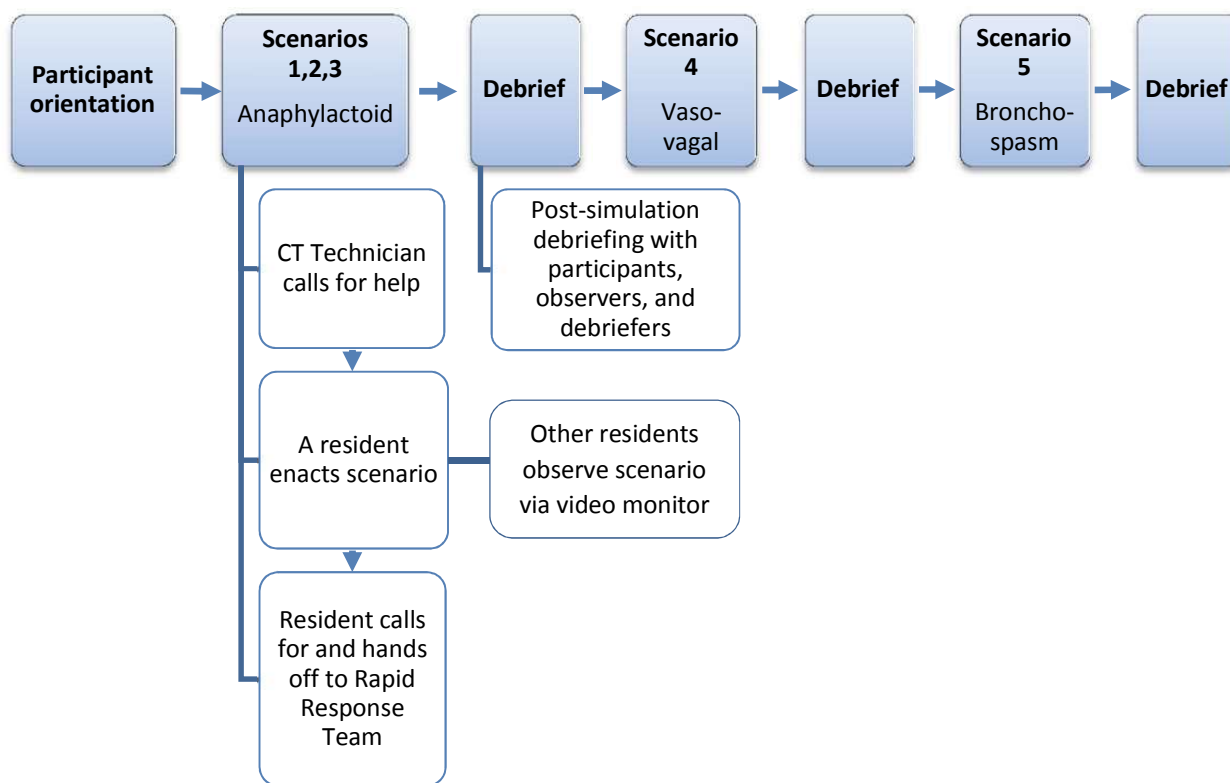 Participant
orientation
Scenarios
1,2,3
Anaphylactoid
Debrief
Scenario
4
Vaso-
vagal
Debrief
Scenario
5
Broncho-
spasm
Debrief
CT Technician
calls for help
Post-simulation
debriefing with
participants,
observers, and
debriefers
A resident
enacts scenario
Other residents
observe scenario
via video monitor
Resident calls
for and hands
off to Rapid
Response
Team